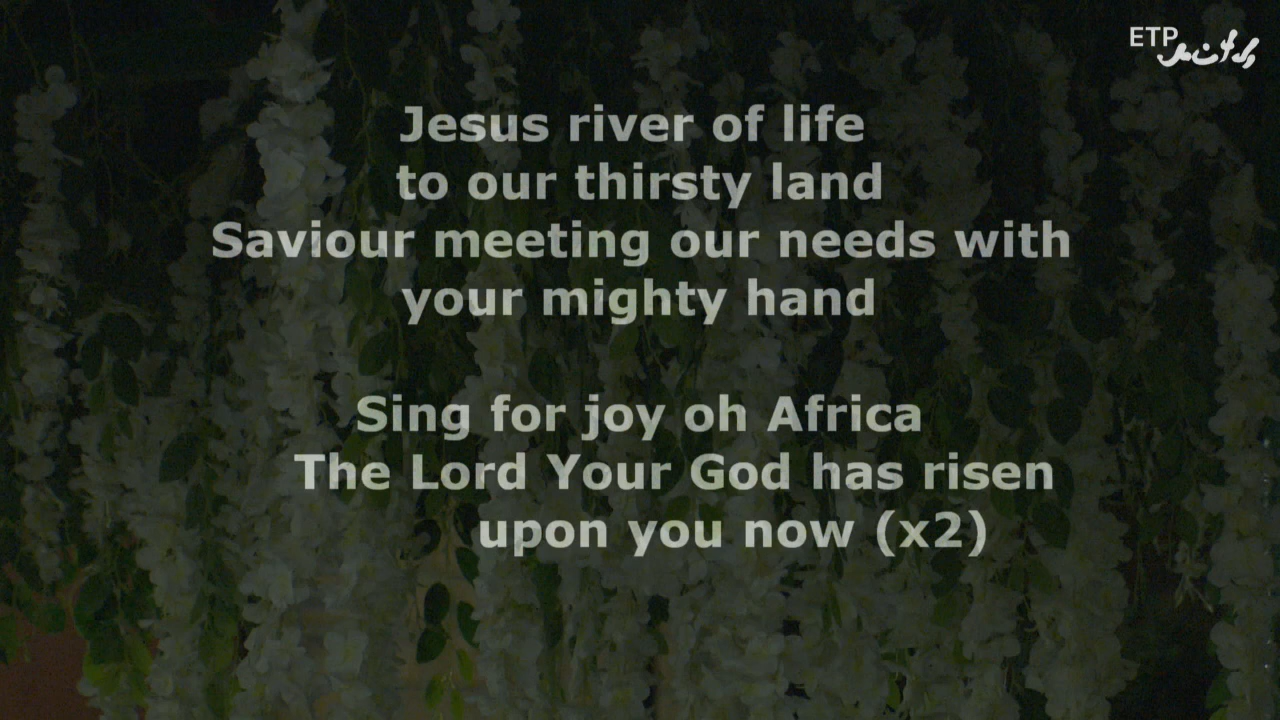 ETP
Jesus river of life
to our thirsty land
Saviour meeting our needs with
your mighty hand
Sing for joy oh Africa
The Lord Your God has risen
upon you now (x2)